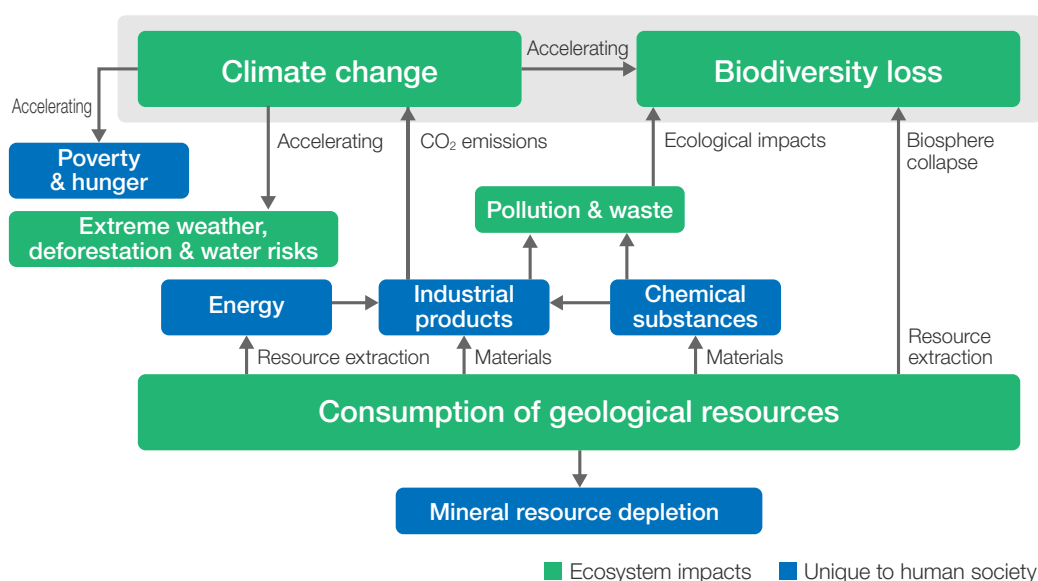 Climate change
Accelerating
Biodiversity loss
Accelerating
Poverty
& hunger
Accelerating
CO₂ emissions
Ecological impacts
Biosphere
collapse
Extreme weather,
deforestation & water risks
Pollution & waste
Energy
Industrial
products
Chemical
substances
Resource extraction
Materials
Materials
Resource
extraction
Consumption of geological resources
Mineral resource depletion
Ecosystem impacts
Unique to human society